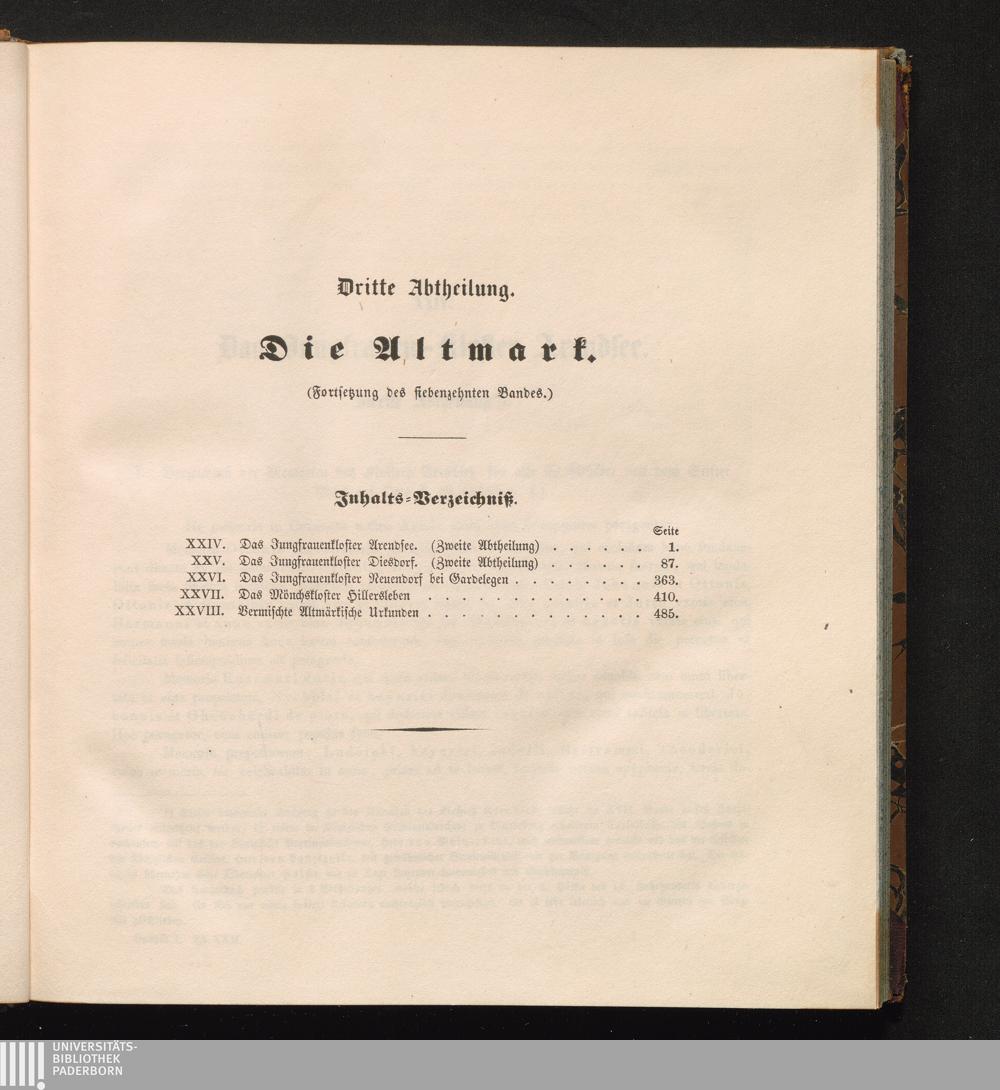 Dritte Abtheilung.
Die Altmark.
(Fortsetzung des siebenzehnten Bandes.)
Inhalts-Verzeichniß.
Seite
XXIV. Das Jungfrauenkloster Arendsee. (Zweite Abtheilung) . . . . . . 1.
XXV. Das Jungfrauenkloster Diesdorf. (Zweite Abtheilung) . . . . . . 87.
XXVI. Das Jungfrauenkloster Neuendorf bei Gardelegen . . . . . . . . 363.
XXVII. Das Mönchskloster Hillersleben . . . . . . . . . . . . . 410.
XXVIII. Vermischte Altmärkische Urkunden . . . . . . . . . . . . . 485.
UNIVERSITÄTS-
BIBLIOTHEK
PADERBORN